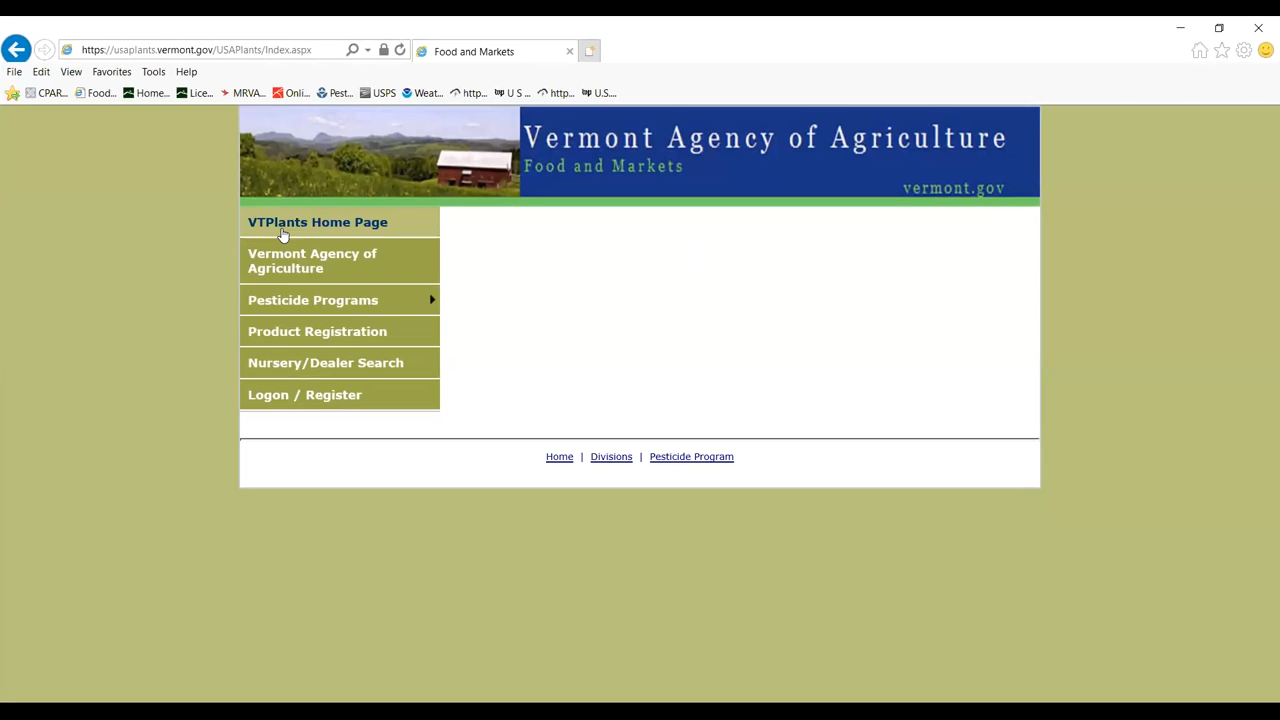 https://usaplants.vermont.gov/USAPlants/Index.aspx
Food and Markets
File Edit View Favorites Tools Help
CPAR... Food... Home... Lice... MRVA... Onli... Pest... USPS Weat... http... U S ... http... U.S....
Vermont Agency of Agriculture
Food and Markets
vermont.gov
VTPlants Home Page
Vermont Agency of
Agriculture
Pesticide Programs
Product Registration
Nursery/Dealer Search
Logon / Register
Home | Divisions | Pesticide Program